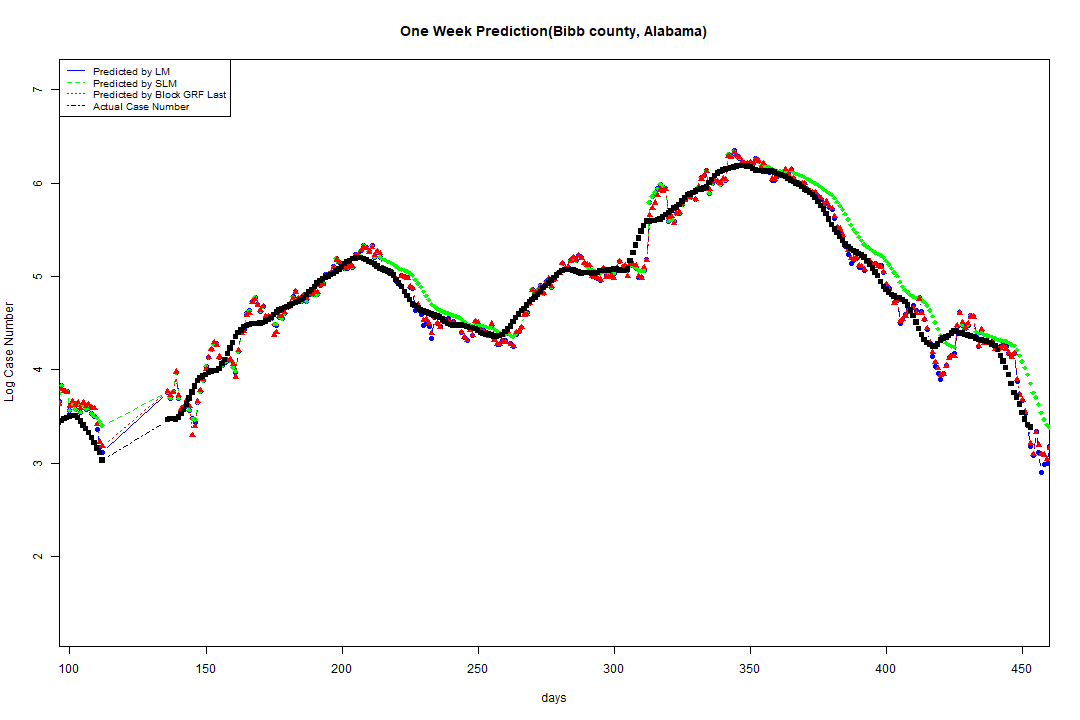 One Week Prediction(Bibb county, Alabama)
Predicted by LM
Predicted by SLM
Predicted by Block GRF Last
Actual Case Number
7
6
5
4
3
2
Log Case Number
100 150 200 250 300 350 400 450
days